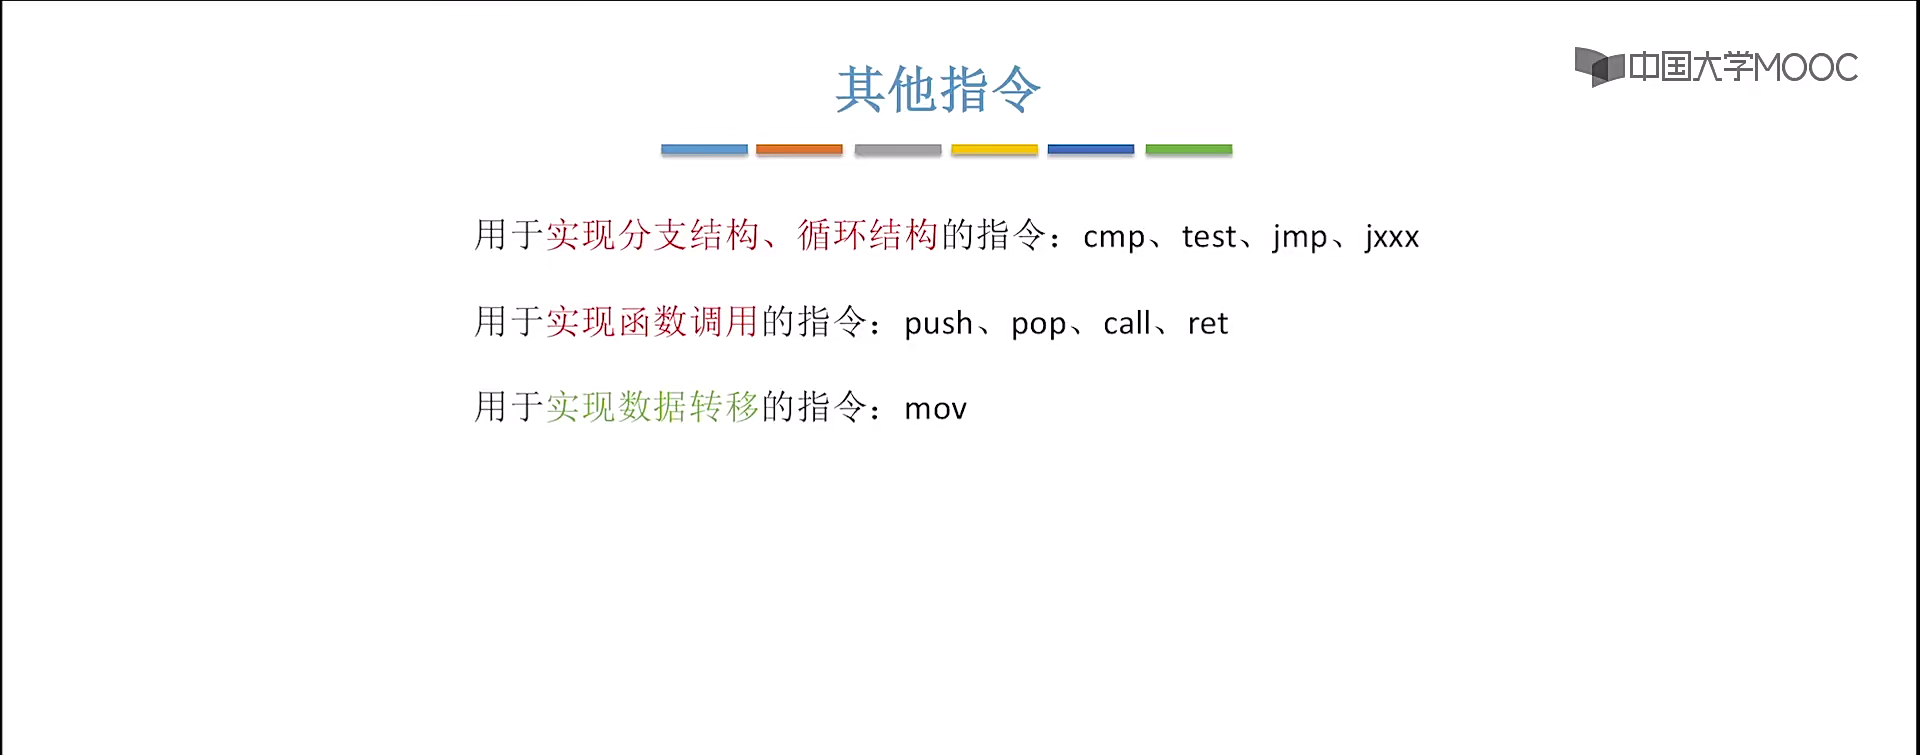 中国大学MOOC
其他指令
用于实现分支结构、循环结构的指令：cmp、test、jmp、jxxx
用于实现函数调用的指令：push、pop、call、ret
用于实现数据转移的指令：mov